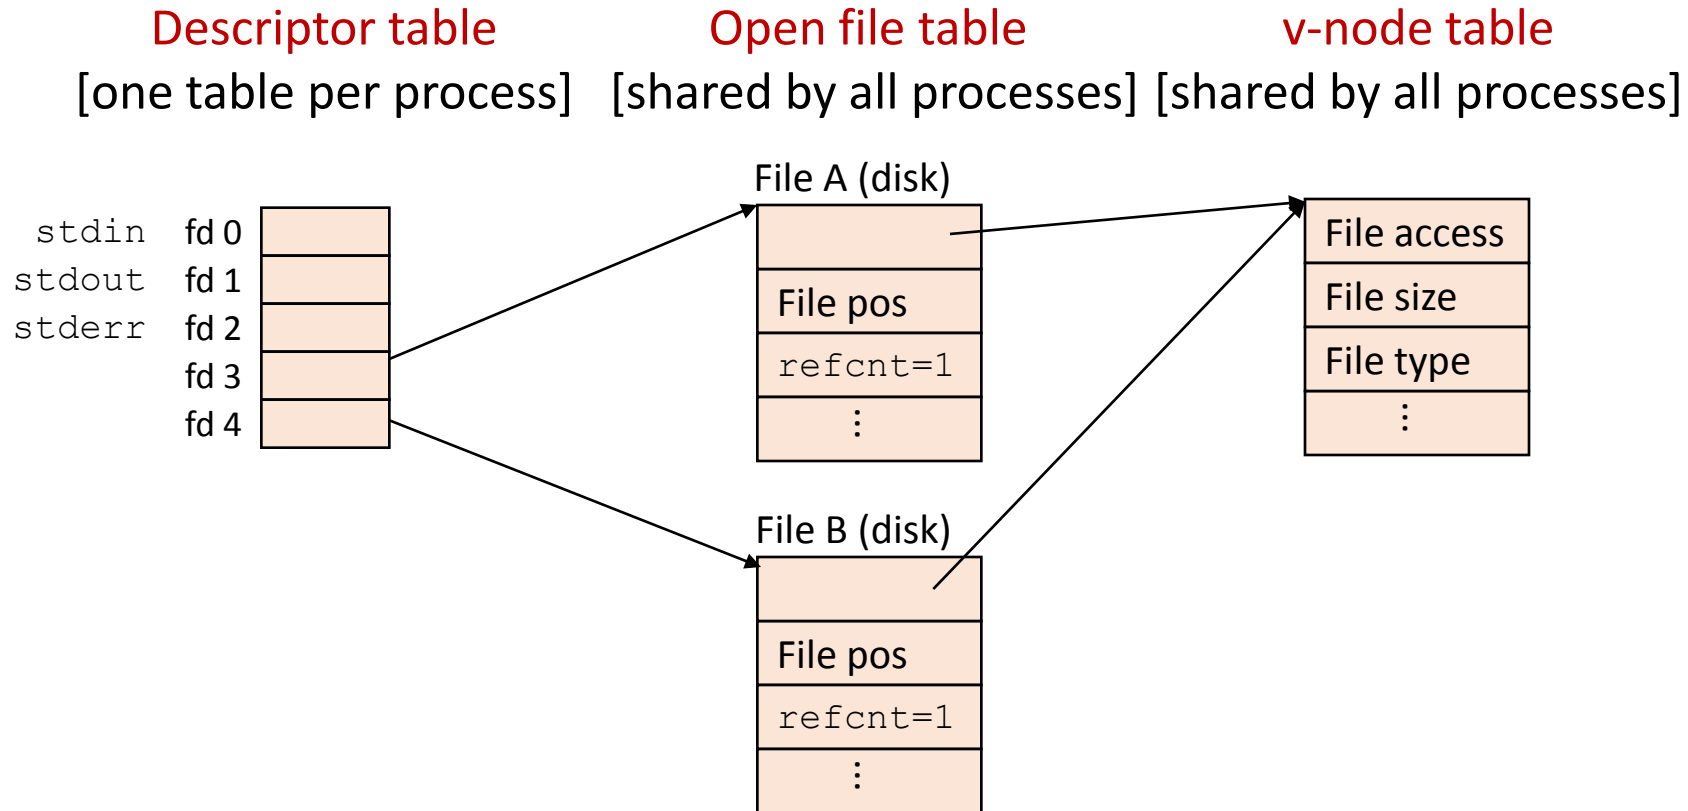 Descriptor table
[one table per process]
Open file table
[shared by all processes]
v-node table
[shared by all processes]
stdin fd 0
stdout fd 1
stderr fd 2
fd 3
fd 4
File A (disk)
File pos
refcnt=1
⋮
File B (disk)
File pos
refcnt=1
⋮
File access
File size
File type
⋮